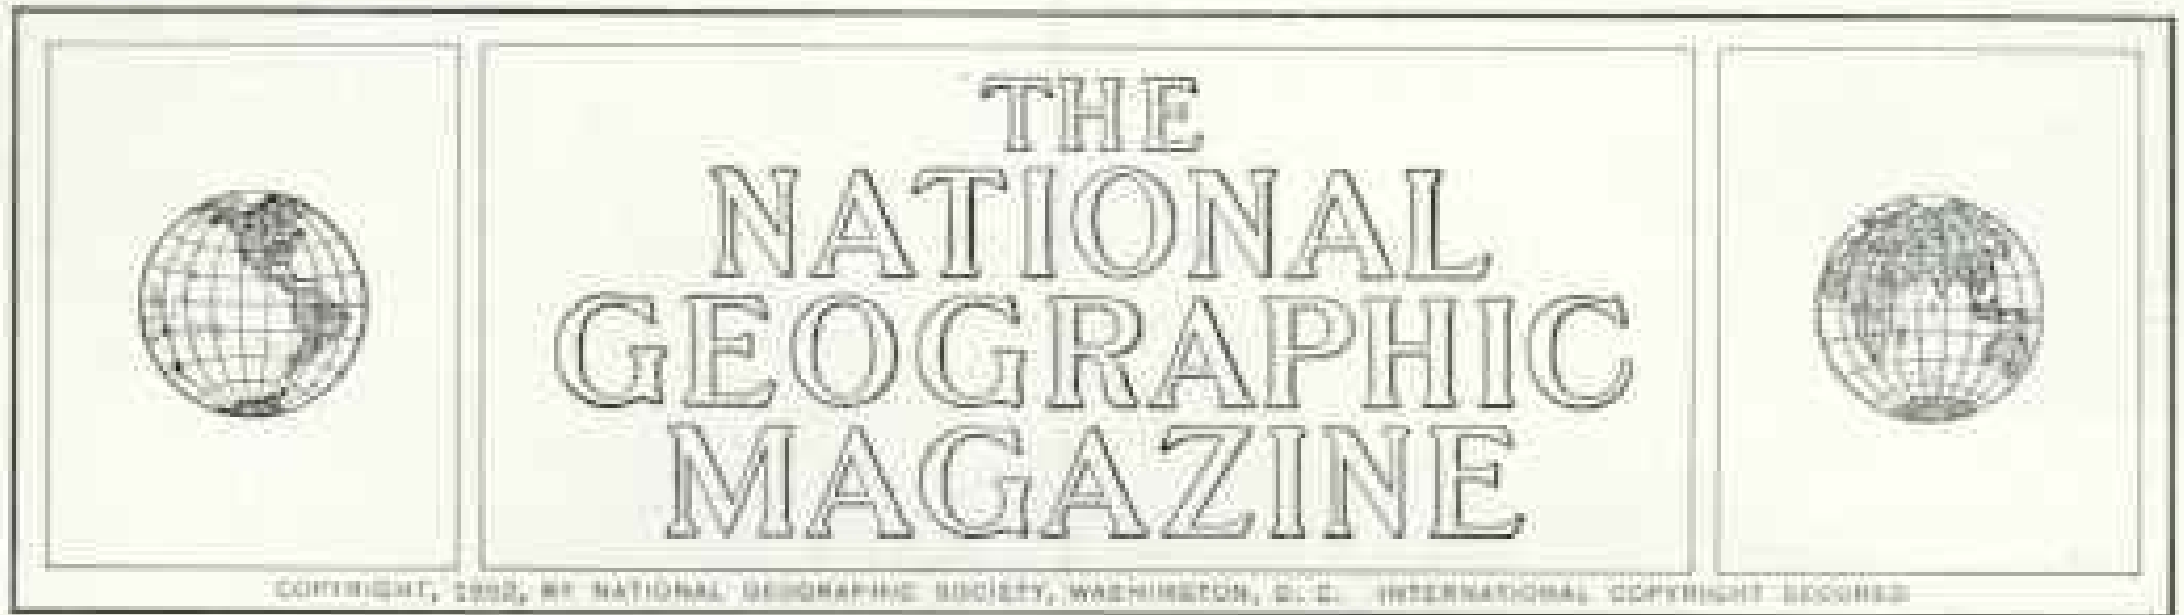 THE
NATIONAL
GEOGRAPHIC
MAGAZINE
COPYRIGHT, BY NATIONAL GEOGRAPHIC SOCIETY, WASHINGTON, D. C. INTERNATIONAL COPYRIGHT SECURED